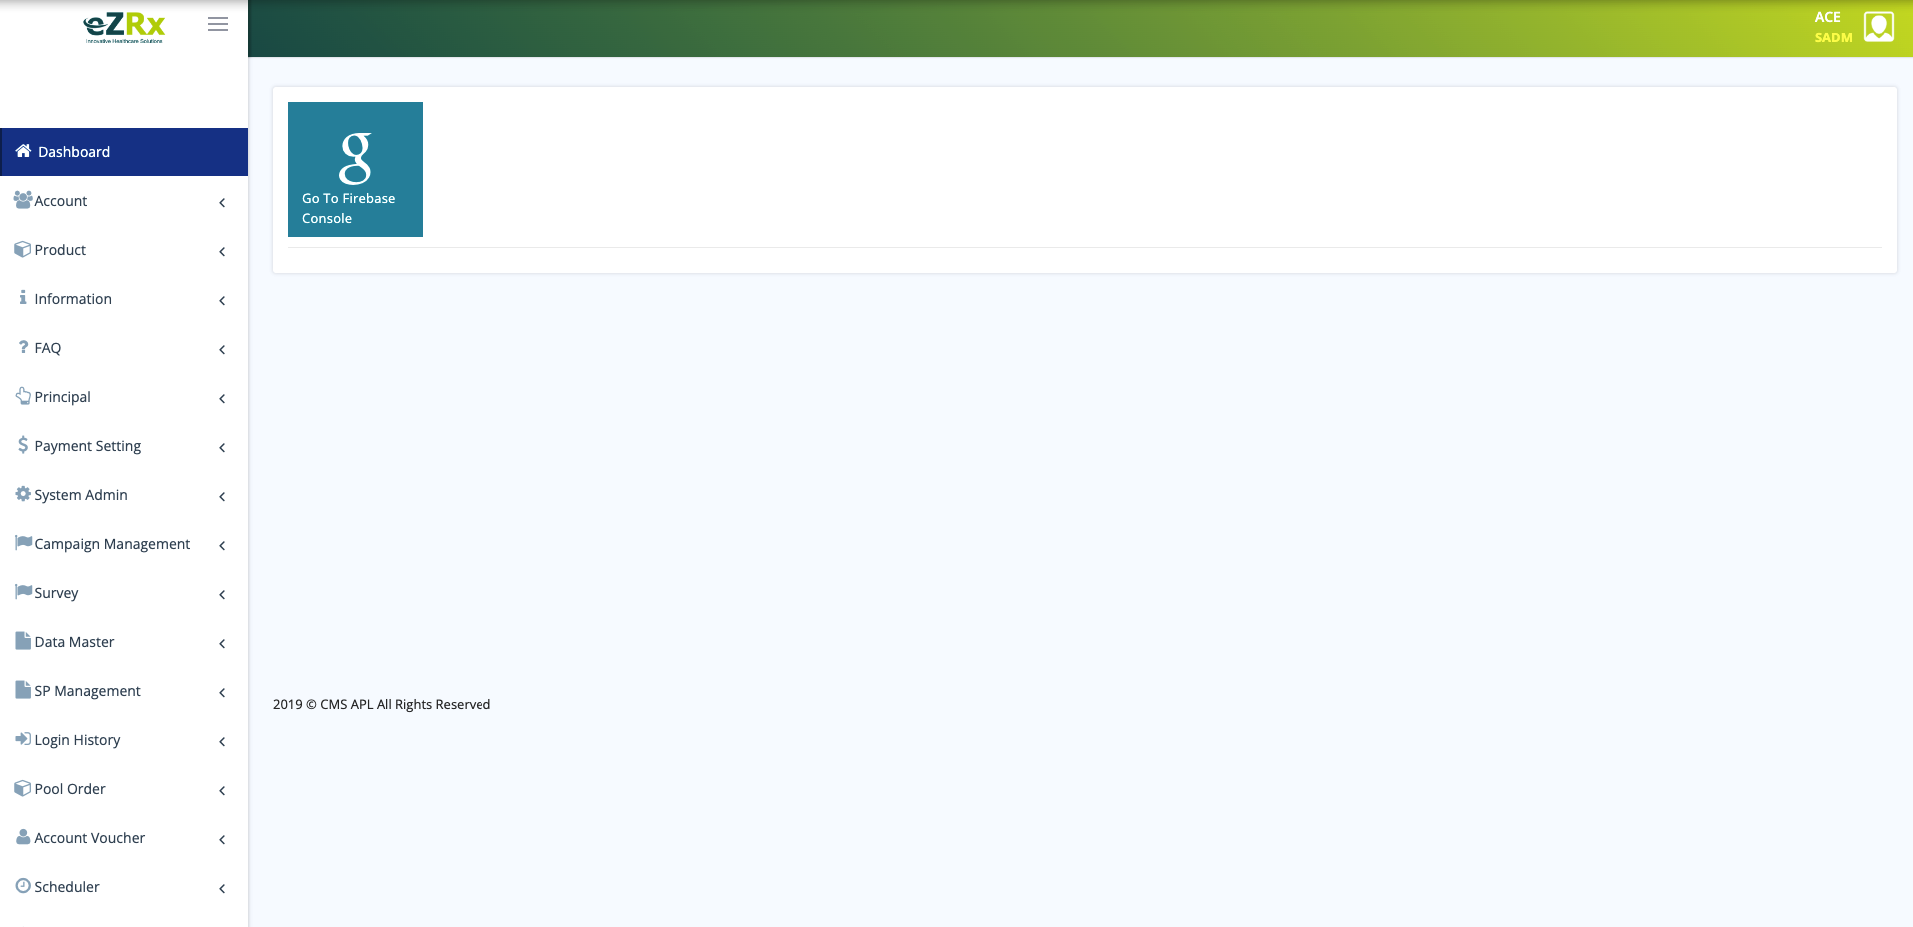 eZRx
Innovative Healthcare Solutions
ACE
SADM
Dashboard
Account
Product
Information
FAQ
Principal
Payment Setting
System Admin
Campaign Management
Survey
Data Master
SP Management
Login History
Pool Order
Account Voucher
Scheduler
g
Go To Firebase
Console
2019 © CMS APL All Rights Reserved